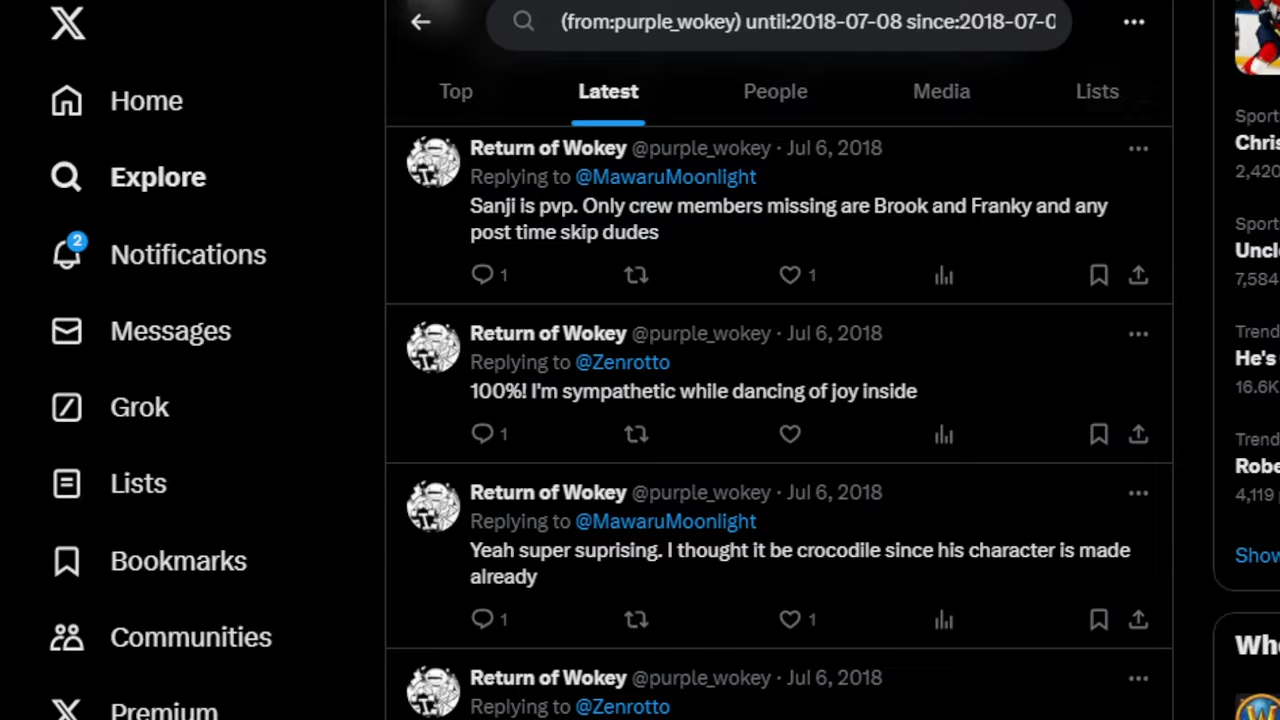 (from:purple_wokey) until:2018-07-08 since:2018-07-0
Home
Explore
2
Notifications
Messages
Grok
Lists
Bookmarks
Communities
Premium
Top Latest People Media Lists
Return of Wokey @purple_wokey · Jul 6, 2018
Replying to @MawaruMoonlight
Sanji is pvp. Only crew members missing are Brook and Franky and any
post time skip dudes
1 1
Return of Wokey @purple_wokey · Jul 6, 2018
Replying to @Zenrotto
100%! I'm sympathetic while dancing of joy inside
1
Return of Wokey @purple_wokey · Jul 6, 2018
Replying to @MawaruMoonlight
Yeah super suprising. I thought it be crocodile since his character is made
already
1 1
Return of Wokey @purple_wokey · Jul 6, 2018
Replying to @Zenrotto
Sport
Chris
2,420
Sport
Uncl
7,584
Trend
He's
16.6K
Trend
Robe
4,119
Show
Who